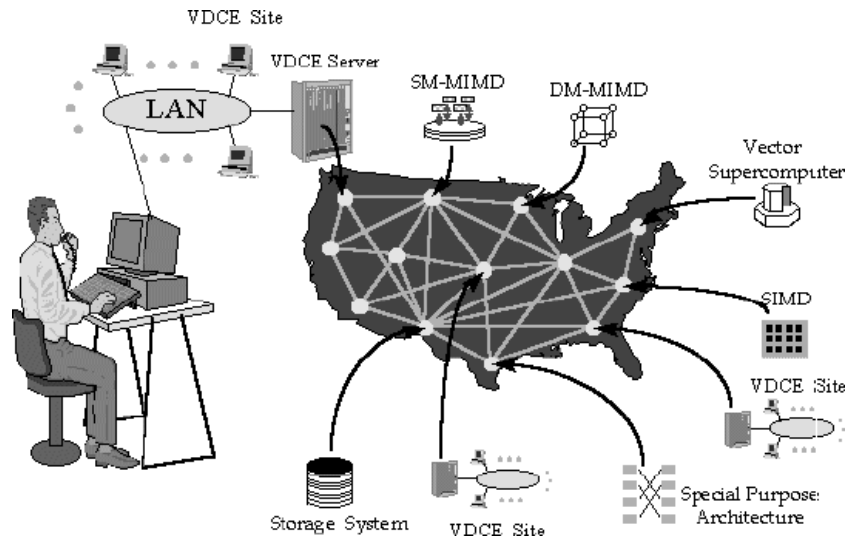 VDCE Site
VDCE Server
LAN
SM-MIMD
DM-MIMD
Vector
Supercomputer
SIMD
VDCE Site
Storage System
VDCE Site
Special Purpose
Architecture